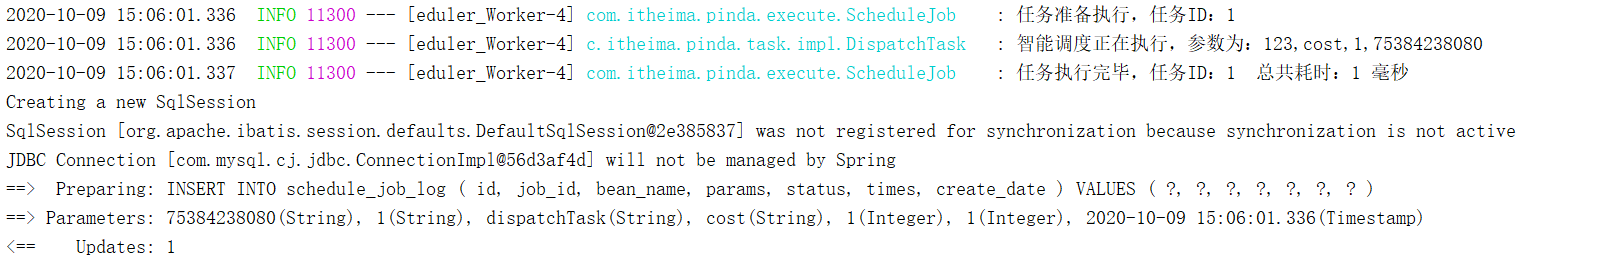 2020-10-09 15:06:01.336  INFO 11300 --- [eduler_Worker-4] com.itheima.pinda.execute.ScheduleJob    : 任务准备执行，任务ID：1
2020-10-09 15:06:01.336  INFO 11300 --- [eduler_Worker-4] c.itheima.pinda.task.impl.DispatchTask   : 智能调度正在执行，参数为：123,cost,1,75384238080
2020-10-09 15:06:01.337  INFO 11300 --- [eduler_Worker-4] com.itheima.pinda.execute.ScheduleJob    : 任务执行完毕，任务ID：1  总共耗时：1 毫秒
Creating a new SqlSession
SqlSession [org.apache.ibatis.session.defaults.DefaultSqlSession@2e385837] was not registered for synchronization because synchronization is not active
JDBC Connection [com.mysql.cj.jdbc.ConnectionImpl@56d3af4d] will not be managed by Spring
==>  Preparing: INSERT INTO schedule_job_log ( id, job_id, bean_name, params, status, times, create_date ) VALUES ( ?, ?, ?, ?, ?, ?, ? )
==> Parameters: 75384238080(String), 1(String), dispatchTask(String), cost(String), 1(Integer), 1(Integer), 2020-10-09 15:06:01.336(Timestamp)
<==    Updates: 1